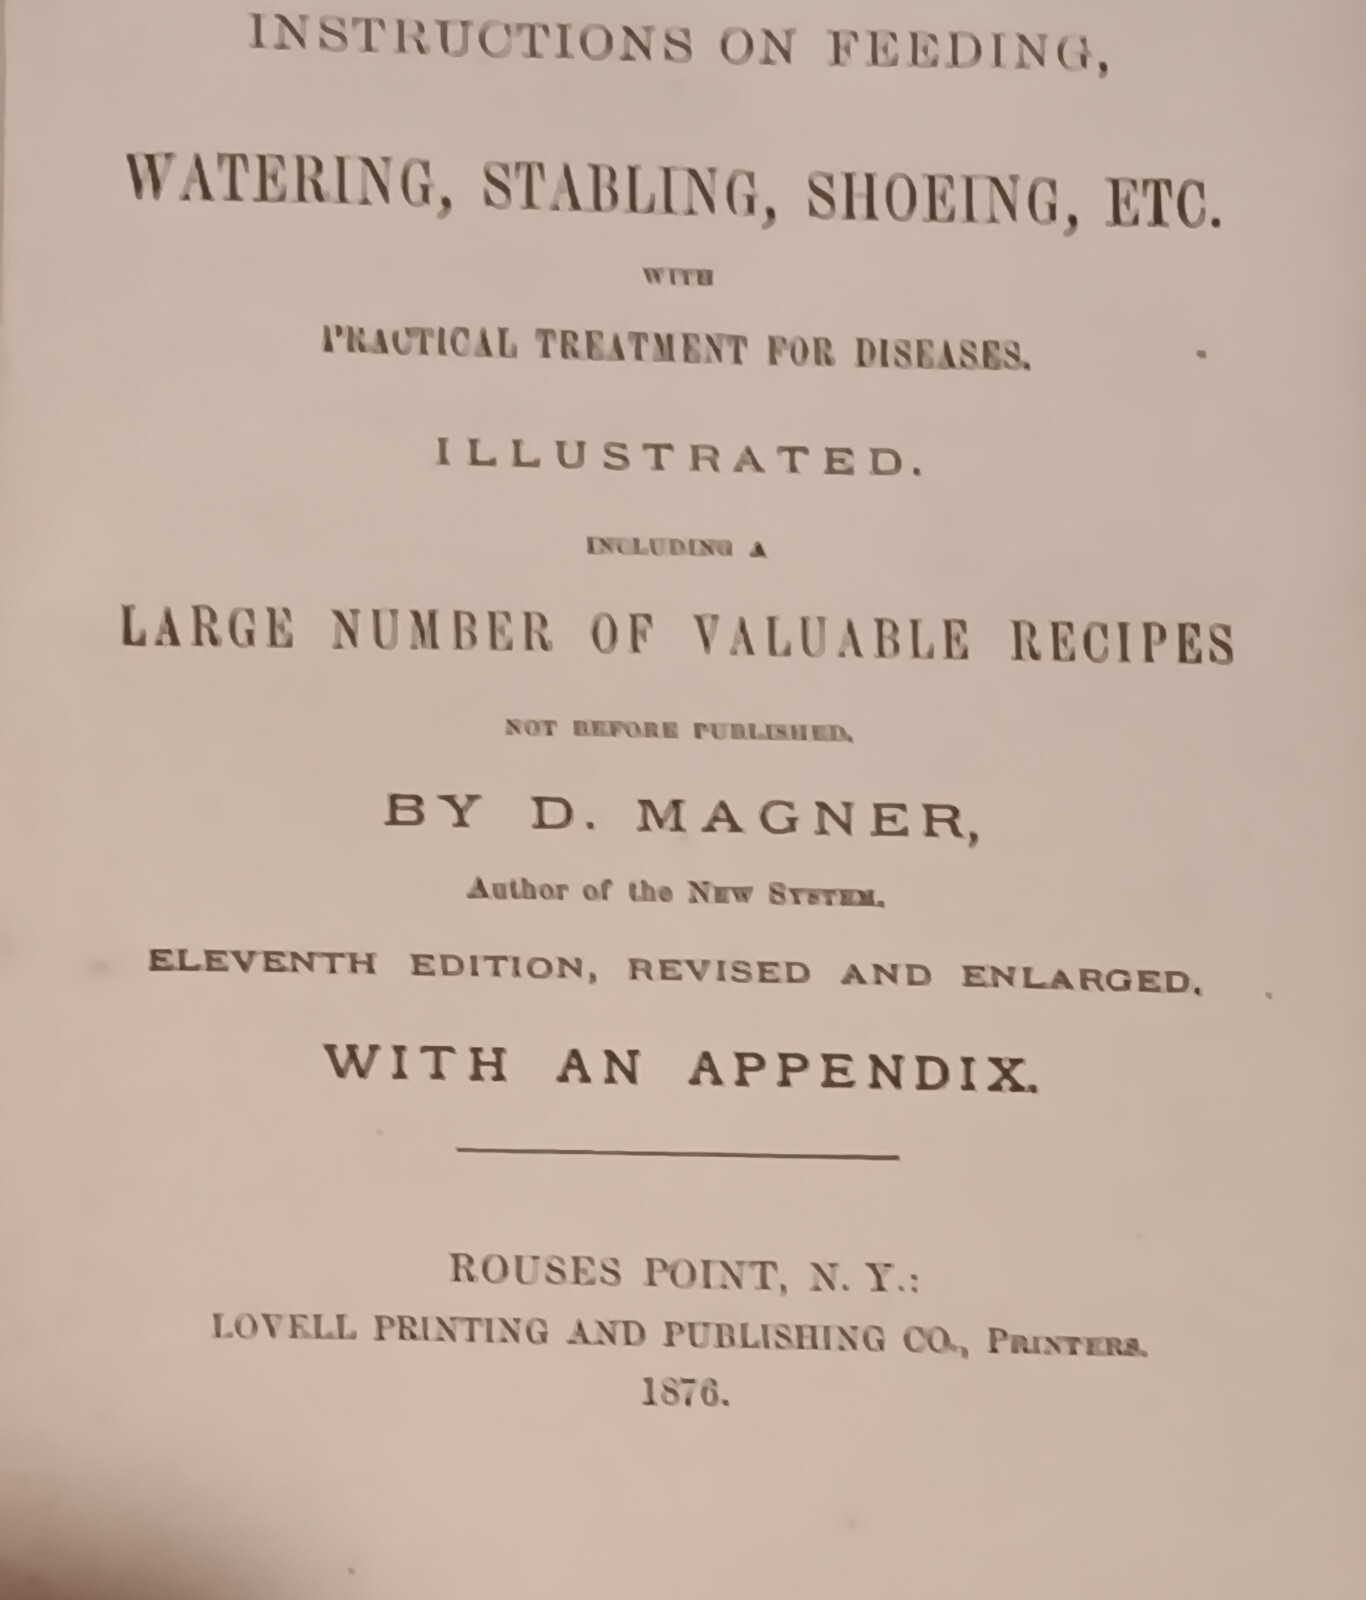 INSTRUCTIONS ON FEEDING,
WATERING, STABLING, SHOEING, ETC.
WITH
PRACTICAL TREATMENT FOR DISEASES.
ILLUSTRATED.
INCLUDING A
LARGE NUMBER OF VALUABLE RECIPES
NOT BEFORE PUBLISHED.
BY D. MAGNER,
Author of the NEW SYSTEM.
ELEVENTH EDITION, REVISED AND ENLARGED.
WITH AN APPENDIX.
ROUSES POINT, N. Y.:
LOVELL PRINTING AND PUBLISHING CO., PRINTERS.
1876.